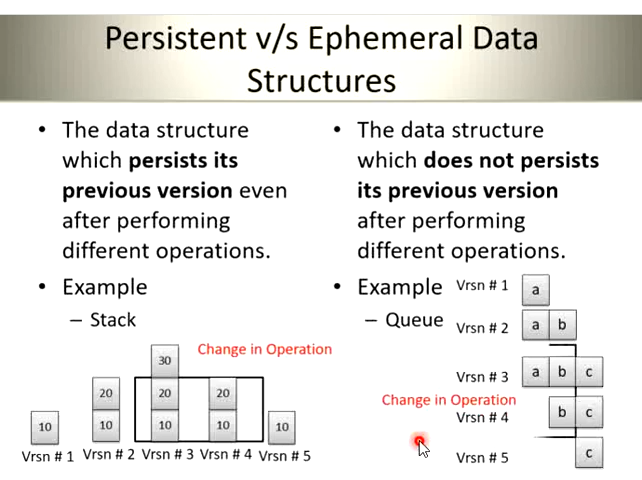 Persistent v/s Ephemeral Data
Structures
• The data structure
which persists its
previous version even
after performing
different operations.
• Example
– Stack
Change in Operation
30
20
20
20
10
10
10
10
10
Vrsn # 1
Vrsn # 2
Vrsn # 3
Vrsn # 4
Vrsn # 5
• The data structure
which does not persists
its previous version
after performing
different operations.
• Example
– Queue
Vrsn # 1
a
Vrsn # 2
a b
Vrsn # 3
a b c
Change in Operation
Vrsn # 4
b c
Vrsn # 5
c